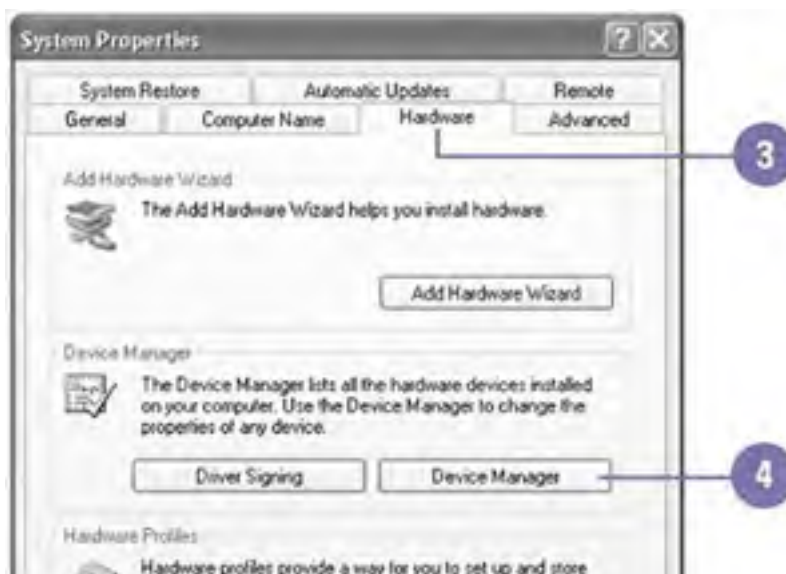 System Properties
System Restore Automatic Updates Remote
General Computer Name Hardware Advanced
3
Add Hardware Wizard
The Add Hardware Wizard helps you install hardware.
Add Hardware Wizard
Device Manager
The Device Manager lists all the hardware devices installed
on your computer. Use the Device Manager to change the
properties of any device.
Driver Signing Device Manager
4
Hardware Profiles
Hardware profiles provide a way for you to set up and store